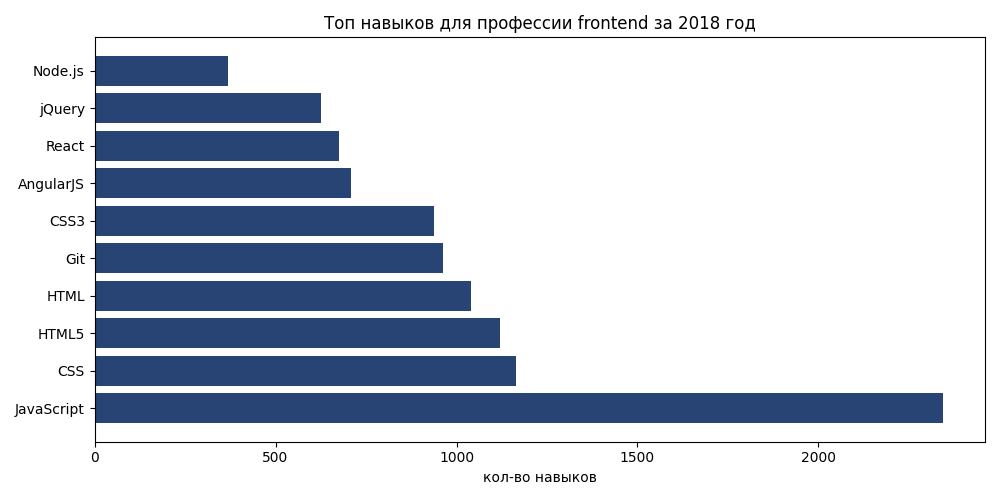 Топ навыков для профессии frontend за 2018 год
Node.js
jQuery
React
AngularJS
CSS3
Git
HTML
HTML5
CSS
JavaScript
0 500 1000 1500 2000
кол-во навыков